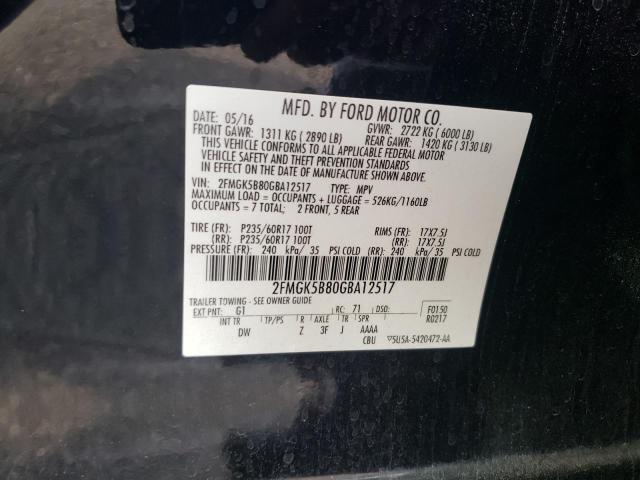 MFD. BY FORD MOTOR CO.
DATE: 05/16 GVWR: 2722 KG (6000 LB)
FRONT GAWR: 1311 KG (2890 LB) REAR GAWR: 1420 KG (3130 LB)
THIS VEHICLE CONFORMS TO ALL APPLICABLE FEDERAL MOTOR
VEHICLE SAFETY AND THEFT PREVENTION STANDARDS
IN EFFECT ON THE DATE OF MANUFACTURE SHOWN ABOVE.
VIN: 2FMGK5B80GBA12517 TYPE: MPV
MAXIMUM LOAD = OCCUPANTS + LUGGAGE = 526KG/1160LB
OCCUPANTS = 7 TOTAL; 2 FRONT, 5 REAR
TIRE (FR): P235/60R17 100T RIMS (FR): 17X7.5J
(RR): P235/60R17 100T (RR): 17X7.5J
PRESSURE (FR): 240 kPa/ 35 PSI COLD (RR): 240 kPa/ 35 PSI COLD
2FMGK5B80GBA12517
TRAILER TOWING - SEE OWNER GUIDE
EXT PNT: G1 RC: 71 DSO: F0150
INT TR TP/PS R AXLE TR SPR R0217
DW Z 3F J AAAA
CBU 5U5A-5420472-AA